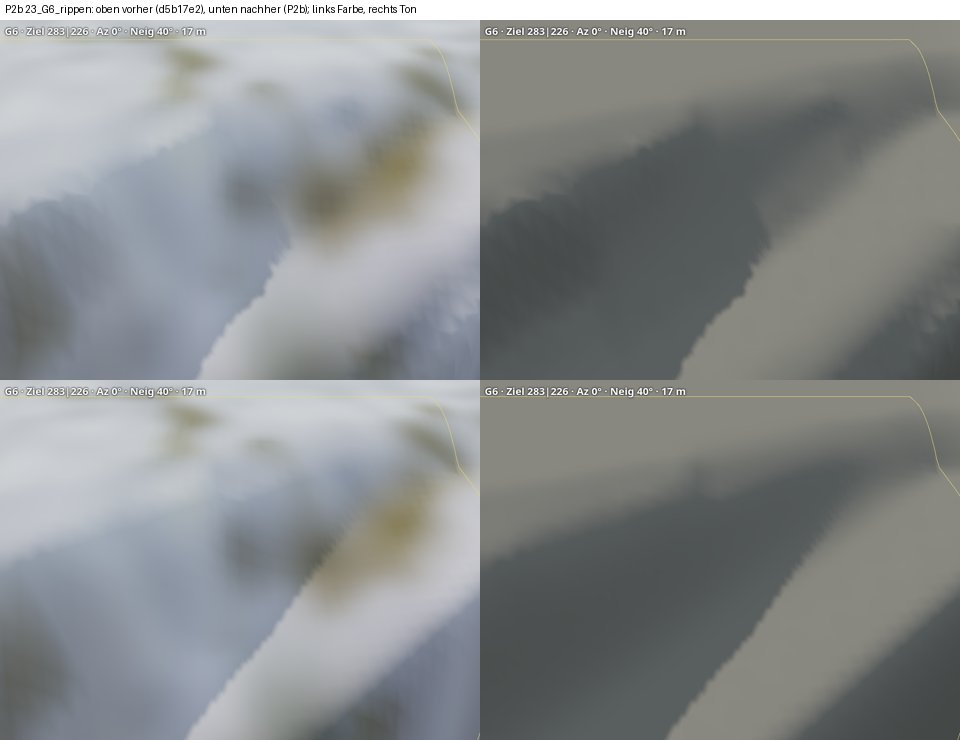 P2b 23_G6_rippen: oben vorher (d5b17e2), unten nachher (P2b); links Farbe, rechts Ton
G6 · Ziel 283|226 · Az 0° · Neig 40° · 17 m
G6 · Ziel 283|226 · Az 0° · Neig 40° · 17 m
G6 · Ziel 283|226 · Az 0° · Neig 40° · 17 m
G6 · Ziel 283|226 · Az 0° · Neig 40° · 17 m